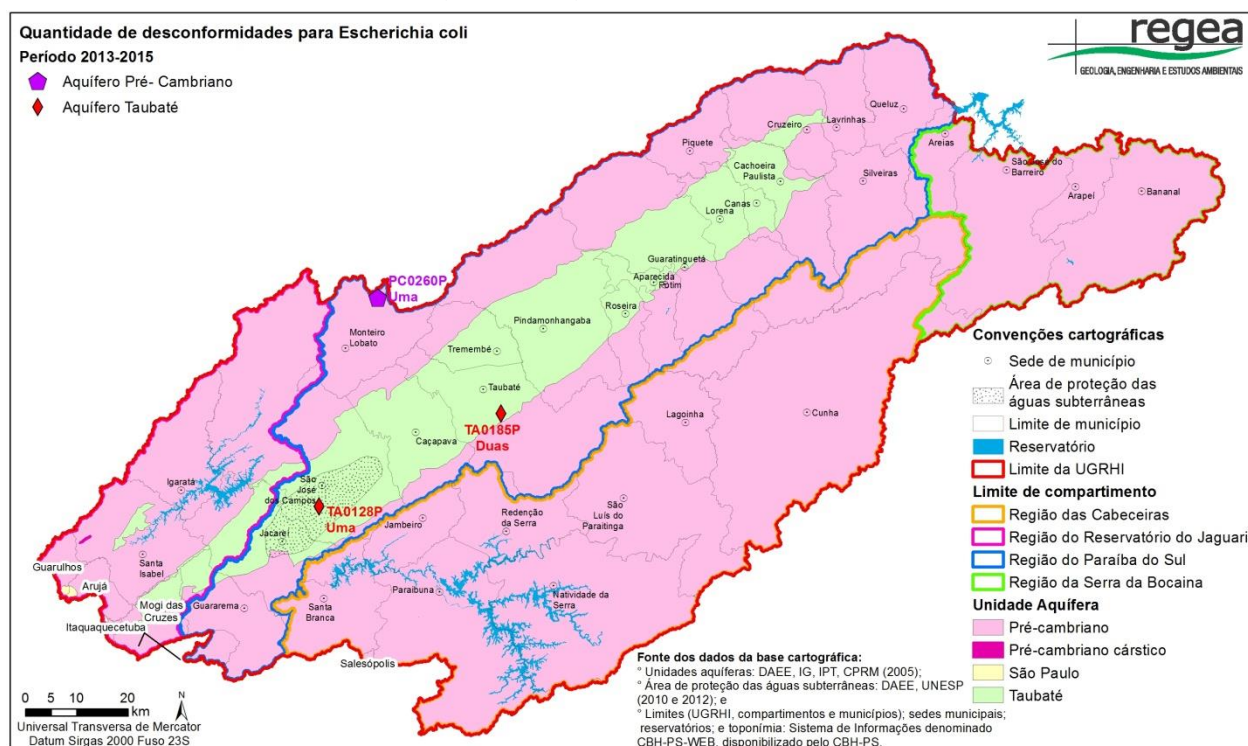 Quantidade de desconformidades para Escherichia coli
Período 2013-2015
Aquífero Pré- Cambriano
Aquífero Taubaté
regea
GEOLOGIA, ENGENHARIA E ESTUDOS AMBIENTAIS
Queluz
Lavrinhas
Cruzeiro
Piquete
Areias
São José do
Barreiro
Arapeí
Bananal
Cachoeira
Paulista
Silveiras
Canas
Lorena
Guaratinguetá
Aparecida
Potim
Roseira
PC0260P
Uma
Monteiro
Lobato
Pindamonhangaba
Tremembé
Taubaté
TA0185P
Duas
Lagoinha
Cunha
Caçapava
Igaratá
São
José
dos Campos
TA0128P
Uma
Jacareí
Jambeiro
Redenção
da Serra
São
Luís do
Paraitinga
Santa
Isabel
Guarulhos
Arujá
Mogi das
Cruzes
Itaquaquecetuba
Guararema
Santa
Branca
Paraibuna
Natividade
da Serra
Salesópolis
Convenções cartográficas
Sede de município
Área de proteção das
águas subterrâneas
Limite de município
Reservatório
Limite da UGRHI
Limite de compartimento
Região das Cabeceiras
Região do Reservatório do Jaguari
Região do Paraíba do Sul
Região da Serra da Bocaina
Unidade Aquífera
Pré-cambriano
Pré-cambriano cárstico
São Paulo
Taubaté
Fonte dos dados da base cartográfica:
° Unidades aquíferas: DAEE, IG, IPT, CPRM (2005);
° Área de proteção das águas subterrâneas: DAEE, UNESP
(2010 e 2012); e
° Limites (UGRHI, compartimentos e municípios); sedes municipais;
reservatórios; e toponímia: Sistema de Informações denominado
CBH-PS-WEB, disponibilizado pelo CBH-PS.
0 5 10 20
km
N
Universal Transversa de Mercator
Datum Sirgas 2000 Fuso 23S